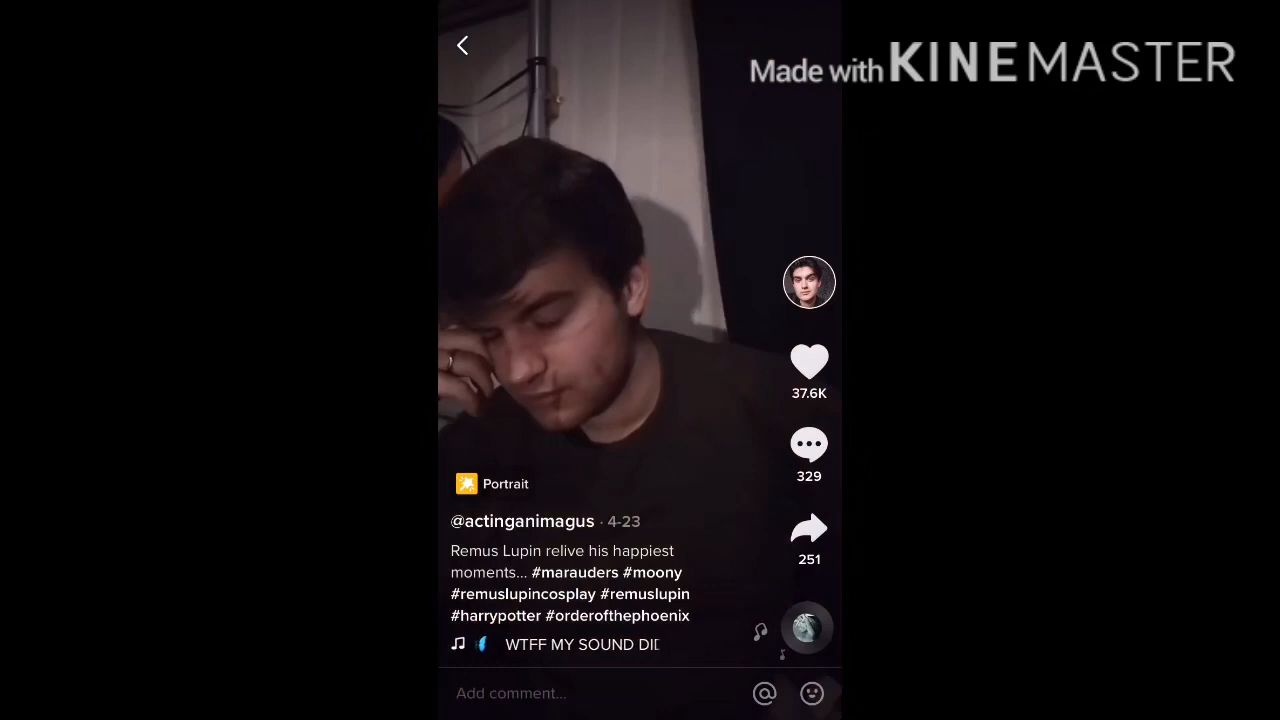 Made with KINEMASTER
37.6K
329
251
Portrait
@actinganimagus · 4-23
Remus Lupin relive his happiest
moments... #marauders #moony
#remuslupincosplay #remuslupin
#harrypotter #orderofthephoenix
WTFF MY SOUND DI
Add comment...